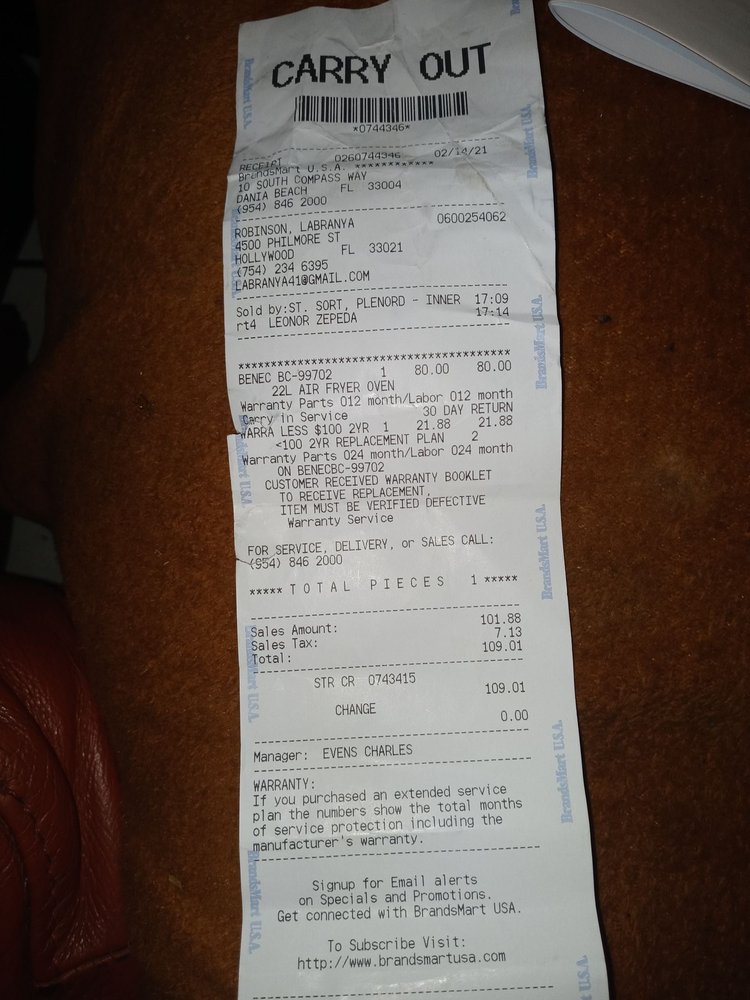 CARRY OUT
*0744346*
RECEIPT 0260744346 02/14/21
BrandsMart U.S.A. ************
10 SOUTH COMPASS WAY
DANIA BEACH FL 33004
(954) 846 2000
ROBINSON, LABRANYA 0600254062
4500 PHILMORE ST
HOLLYWOOD FL 33021
(754) 234 6395
LABRANYA41@GMAIL.COM
Sold by:ST. SORT, PLENORD - INNER 17:09
rt4 LEONOR ZEPEDA 17:14
****************************************
BENEC BC-99702 1 80.00 80.00
22L AIR FRYER OVEN
Warranty Parts 012 month/Labor 012 month
Carry in Service 30 DAY RETURN
WARRA LESS $100 2YR 1 21.88 21.88
<100 2YR REPLACEMENT PLAN 2
Warranty Parts 024 month/Labor 024 month
ON BENECBC-99702
CUSTOMER RECEIVED WARRANTY BOOKLET
TO RECEIVE REPLACEMENT,
ITEM MUST BE VERIFIED DEFECTIVE
Warranty Service
FOR SERVICE, DELIVERY, or SALES CALL:
(954) 846 2000
***** T O T A L P I E C E S 1 *****
Sales Amount: 101.88
Sales Tax: 7.13
Total: 109.01
STR CR 0743415 109.01
CHANGE 0.00
Manager: EVENS CHARLES
WARRANTY:
If you purchased an extended service
plan the numbers show the total months
of service protection including the
manufacturer's warranty.
Signup for Email alerts
on Specials and Promotions.
Get connected with BrandsMart USA.
To Subscribe Visit:
http://www.brandsmartusa.com
BrandsMart U.S.A.
BrandsMart U.S.A.
BrandsMart U.S.A.
BrandsMart U.S.A.
BrandsMart U.S.A.
BrandsMart U.S.A.
BrandsMart U.S.A.
BrandsMart U.S.A.